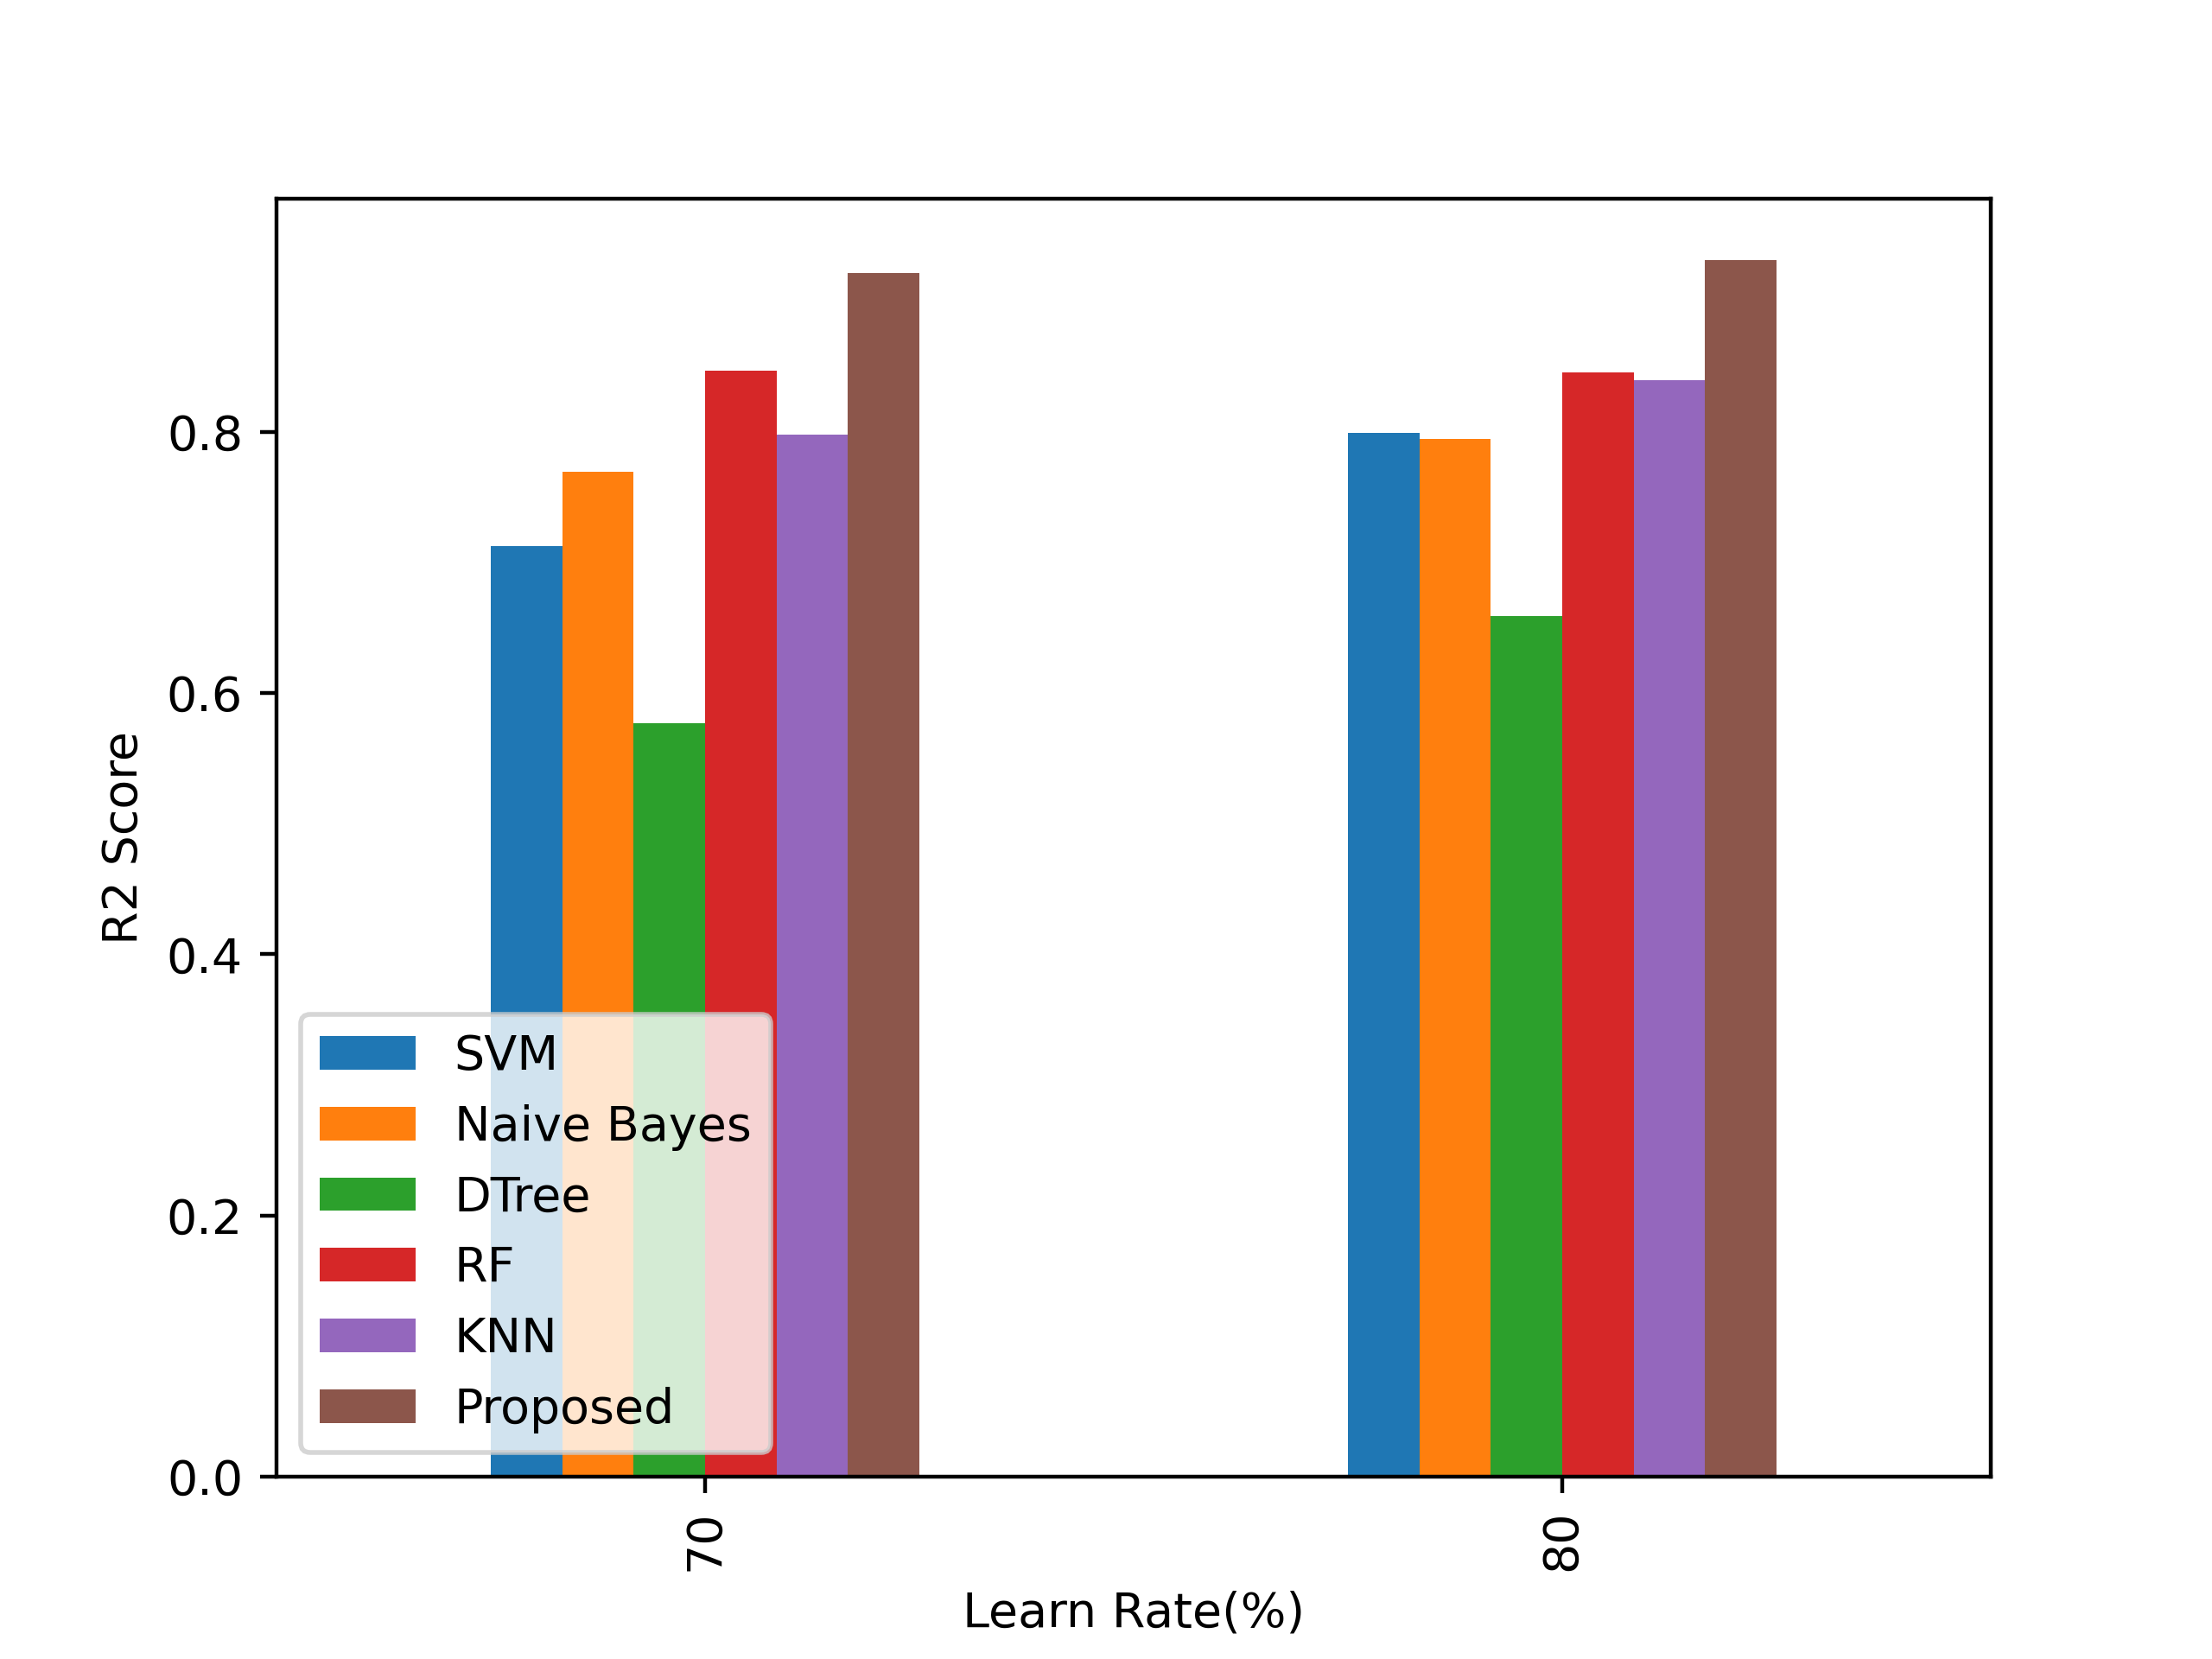 0.8
0.6
0.4
0.2
0.0
R2 Score
SVM
Naive Bayes
DTree
RF
KNN
Proposed
70
80
Learn Rate(%)